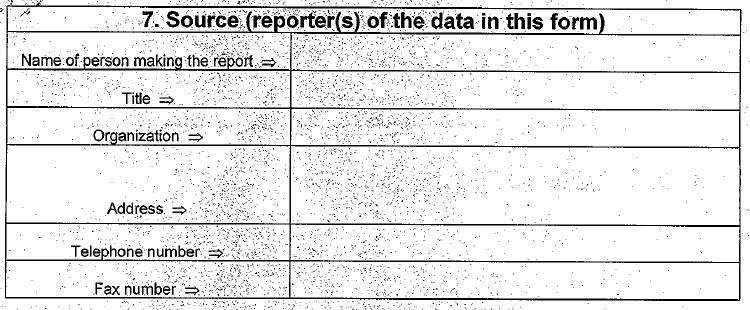 7. Source (reporter(s) of the data in this form)
Name of person making the report ⇒
Title ⇒
Organization ⇒
Address ⇒
Telephone number ⇒
Fax number ⇒